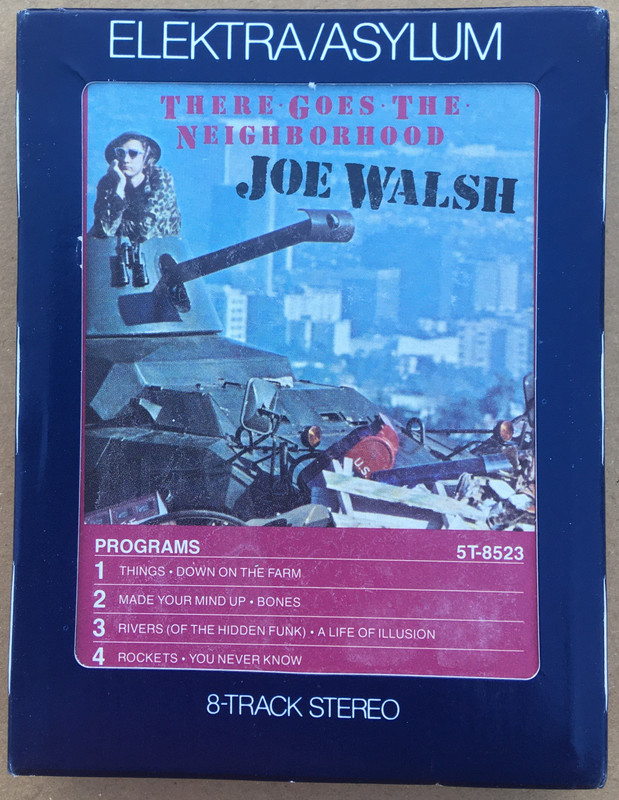 ELEKTRA/ASYLUM
THERE·GOES·THE·
NEIGHBORHOOD
JOE WALSH
U.S.
PROGRAMS 5T-8523
1 THINGS • DOWN ON THE FARM
2 MADE YOUR MIND UP • BONES
3 RIVERS (OF THE HIDDEN FUNK) • A LIFE OF ILLUSION
4 ROCKETS • YOU NEVER KNOW
8-TRACK STEREO